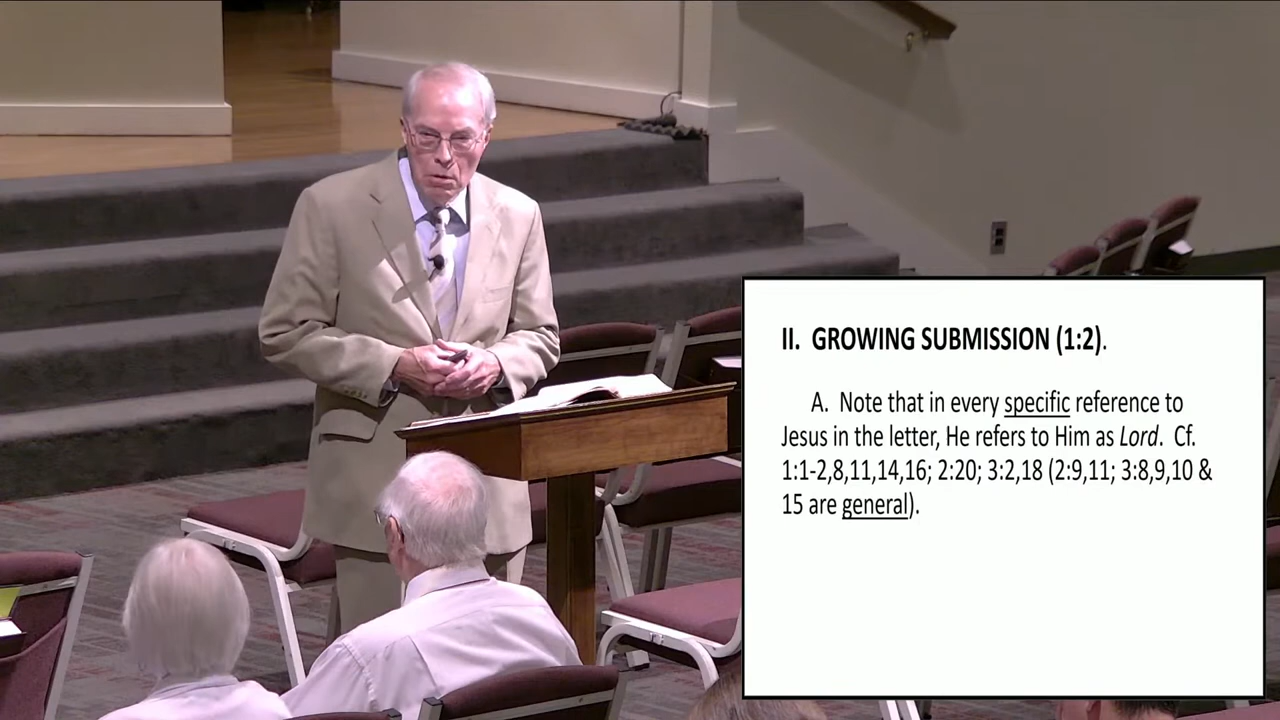 II. GROWING SUBMISSION (1:2).
A. Note that in every specific reference to
Jesus in the letter, He refers to Him as Lord. Cf.
1:1-2,8,11,14,16; 2:20; 3:2,18 (2:9,11; 3:8,9,10 &
15 are general).